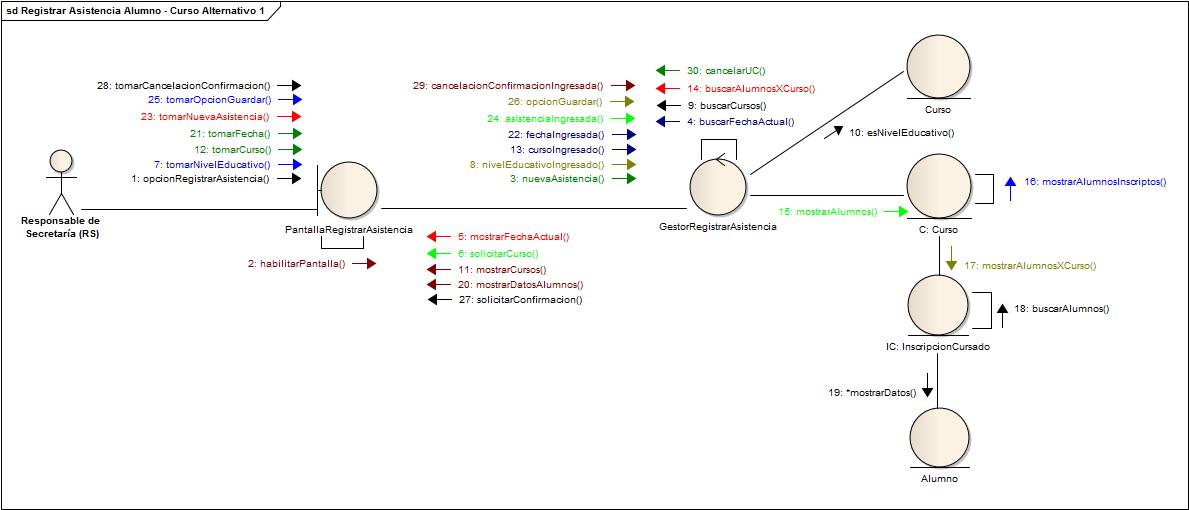 sd Registrar Asistencia Alumno - Curso Alternativo 1
28: tomarCancelacionConfirmacion()
25: tomarOpcionGuardar()
23: tomarNuevaAsistencia()
21: tomarFecha()
12: tomarCurso()
7: tomarNivelEducativo()
1: opcionRegistrarAsistencia()
Responsable de
Secretaría (RS)
PantallaRegistrarAsistencia
2: habilitarPantalla()
29: cancelacionConfirmacionIngresada()
26: opcionGuardar()
24: asistenciaIngresada()
22: fechaIngresada()
13: cursoIngresado()
8: nivelEducativoIngresado()
3: nuevaAsistencia()
5: mostrarFechaActual()
6: solicitarCurso()
11: mostrarCursos()
20: mostrarDatosAlumnos()
27: solicitarConfirmacion()
30: cancelarUC()
14: buscarAlumnosXCurso()
9: buscarCursos()
4: buscarFechaActual()
GestorRegistrarAsistencia
Curso
10: esNivelEducativo()
15: mostrarAlumnos()
16: mostrarAlumnosInscriptos()
C: Curso
17: mostrarAlumnosXCurso()
18: buscarAlumnos()
IC: InscripcionCursado
19: *mostrarDatos()
Alumno